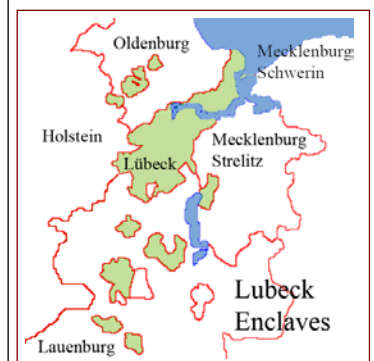 Oldenburg
Mecklenburg
Schwerin
Holstein
Mecklenburg
Strelitz
Lübeck
Lubeck
Enclaves
Lauenburg